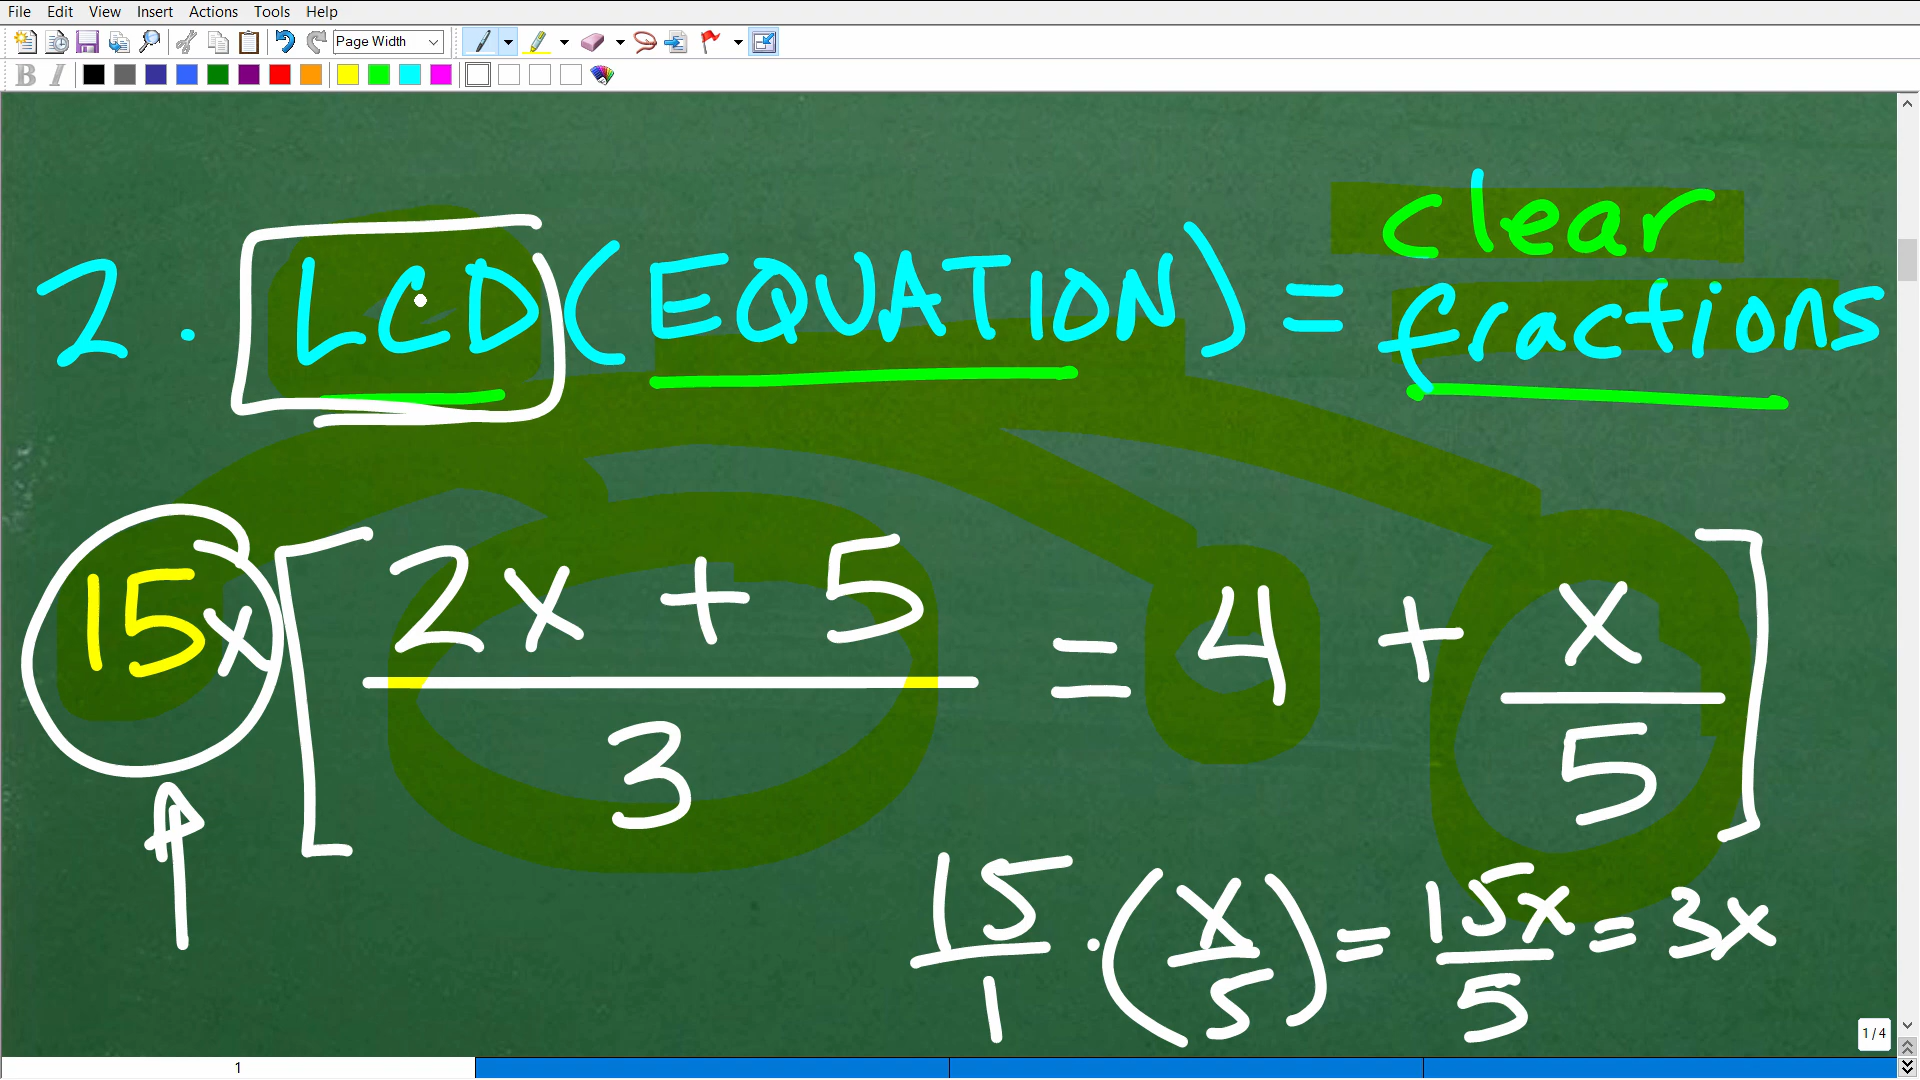 File Edit View Insert Actions Tools Help
Page Width
B I
clear
2. LCD (EQUATION) = fractions
15x [ 2x + 5 / 3 = 4 + x / 5 ]
15/1 · (x/5) = 15x/5 = 3x
1 / 4
1